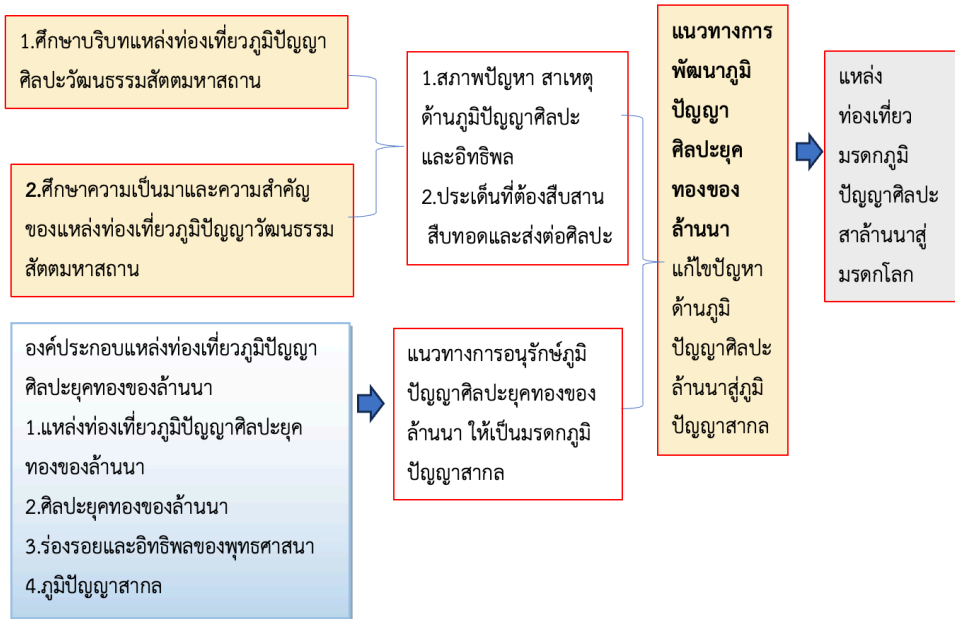 1.ศึกษาบริบทแหล่งท่องเที่ยวภูมิปัญญา
ศิลปะวัฒนธรรมสัตตมหาสถาน
2.ศึกษาความเป็นมาและความสำคัญ
ของแหล่งท่องเที่ยวภูมิปัญญาวัฒนธรรม
สัตตมหาสถาน
องค์ประกอบแหล่งท่องเที่ยวภูมิปัญญา
ศิลปะยุคทองของล้านนา
1.แหล่งท่องเที่ยวภูมิปัญญาศิลปะยุค
ทองของล้านนา
2.ศิลปะยุคทองของล้านนา
3.ร่องรอยและอิทธิพลของพุทธศาสนา
4.ภูมิปัญญาสากล
1.สภาพปัญหา สาเหตุ
ด้านภูมิปัญญาศิลปะ
และอิทธิพล
2.ประเด็นที่ต้องสืบสาน
สืบทอดและส่งต่อศิลปะ
แนวทางการอนุรักษ์ภูมิ
ปัญญาศิลปะยุคทองของ
ล้านนา ให้เป็นมรดกภูมิ
ปัญญาสากล
แนวทางการ
พัฒนาภูมิ
ปัญญา
ศิลปะยุค
ทองของ
ล้านนา
แก้ไขปัญหา
ด้านภูมิ
ปัญญาศิลปะ
ล้านนาสู่ภูมิ
ปัญญาสากล
แหล่ง
ท่องเที่ยว
มรดกภูมิ
ปัญญาศิลปะ
สาล้านนาสู่
มรดกโลก